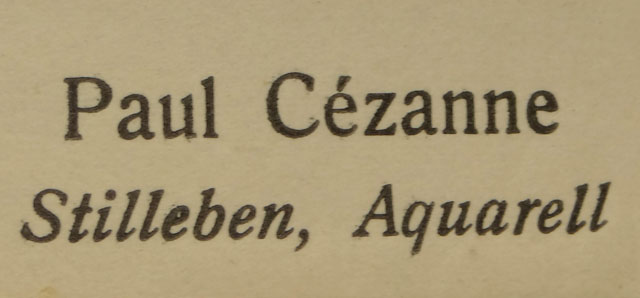 Paul Cézanne
Stilleben, Aquarell